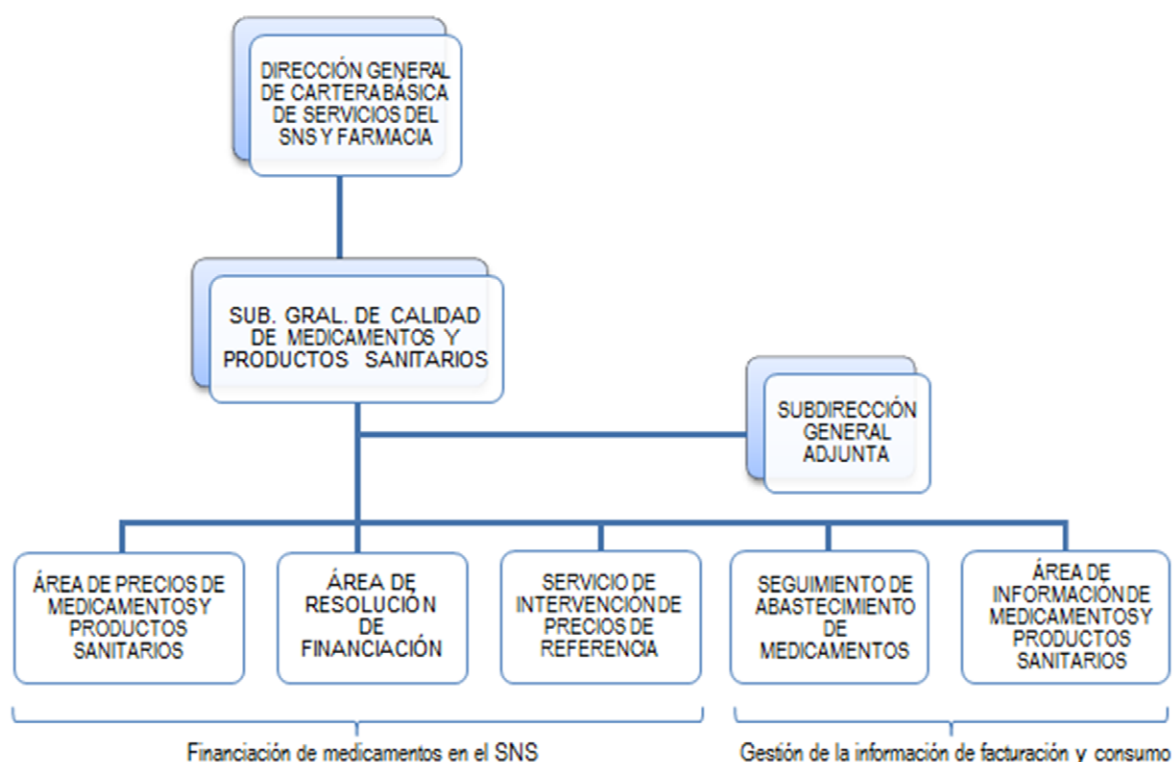 DIRECCIÓN GENERAL
DE CARTERA BÁSICA
DE SERVICIOS DEL
SNS Y FARMACIA
SUB. GRAL. DE CALIDAD
DE MEDICAMENTOS Y
PRODUCTOS SANITARIOS
SUBDIRECCIÓN
GENERAL
ADJUNTA
ÁREA DE PRECIOS DE
MEDICAMENTOS Y
PRODUCTOS
SANITARIOS
ÁREA DE
RESOLUCIÓN
DE
FINANCIACIÓN
SERVICIO DE
INTERVENCIÓN DE
PRECIOS DE
REFERENCIA
SEGUIMIENTO DE
ABASTECIMIENTO
DE
MEDICAMENTOS
ÁREA DE
INFORMACIÓN DE
MEDICAMENTOS Y
PRODUCTOS
SANITARIOS
Financiación de medicamentos en el SNS
Gestión de la información de facturación y consumo